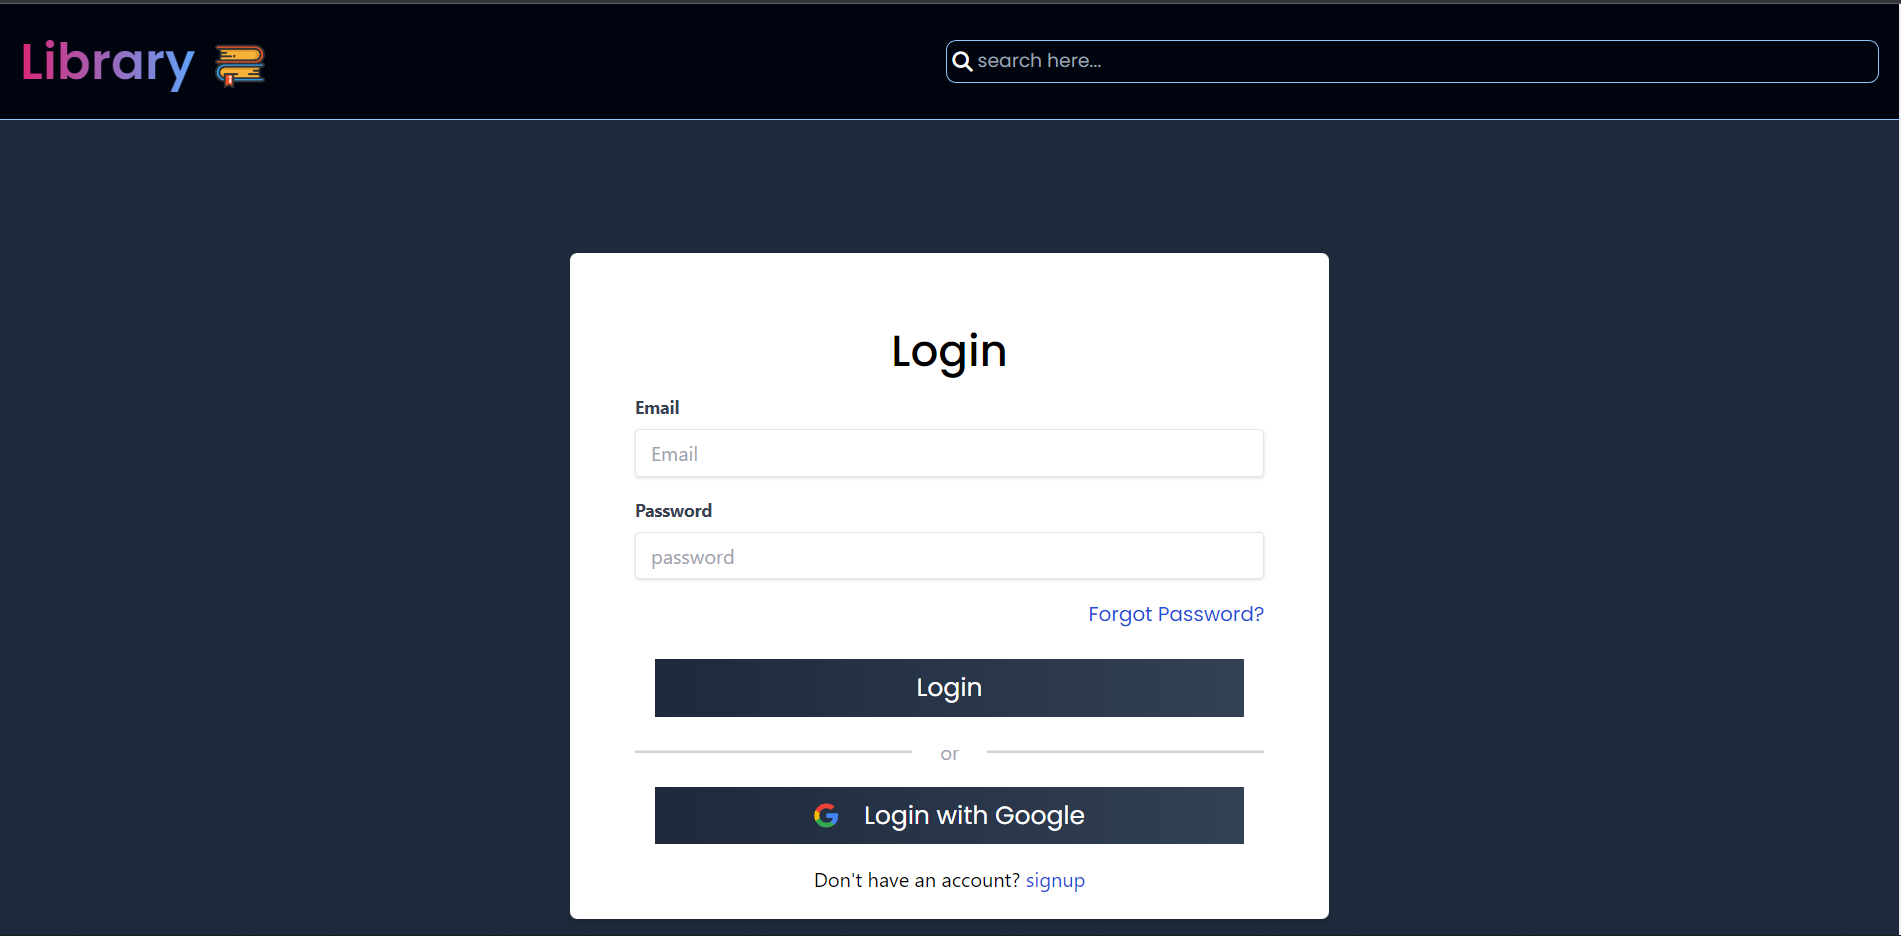 Library
search here...
Login
Email
Email
Password
password
Forgot Password?
Login
or
Login with Google
Don't have an account? signup